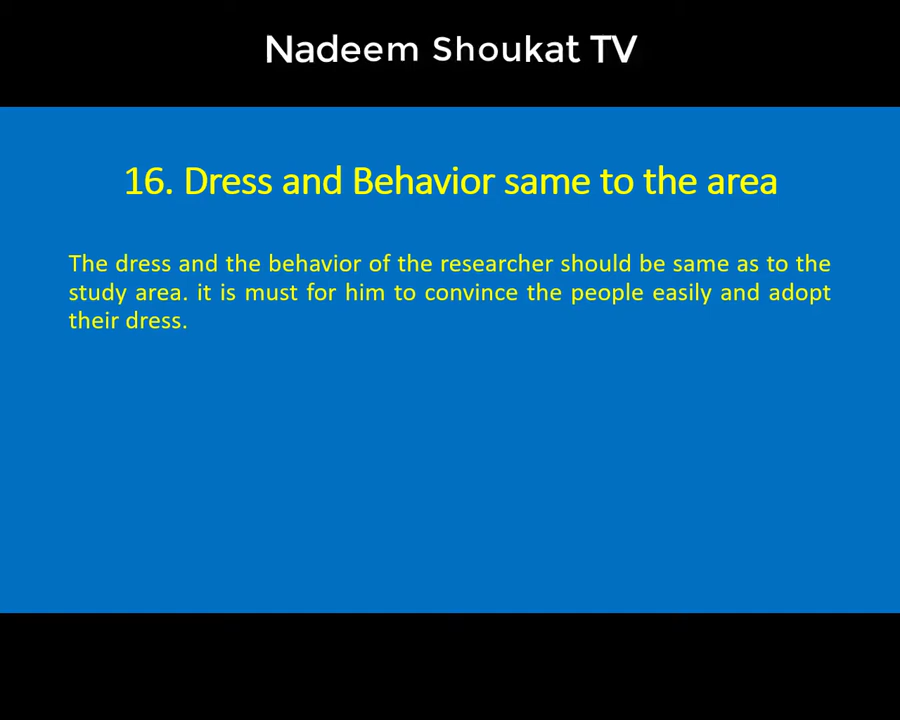 Nadeem Shoukat TV
16. Dress and Behavior same to the area
The dress and the behavior of the researcher should be same as to the
study area. it is must for him to convince the people easily and adopt
their dress.